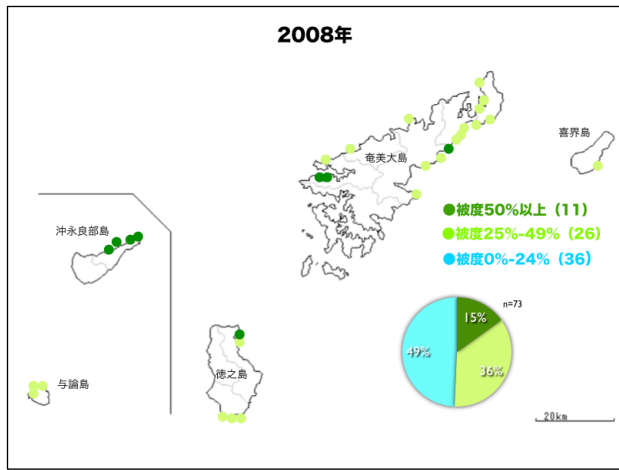 2008年
喜界島
奄美大島
●被度50%以上（11）
沖永良部島
●被度25%-49%（26）
●被度0%-24%（36）
n=73
15%
49%
36%
徳之島
与論島
20km